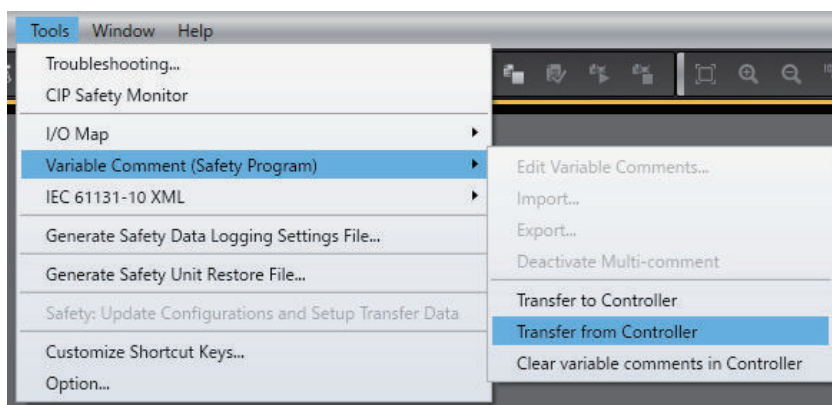 Tools Window Help
Troubleshooting...
CIP Safety Monitor
I/O Map
Variable Comment (Safety Program)
IEC 61131-10 XML
Generate Safety Data Logging Settings File...
Generate Safety Unit Restore File...
Safety: Update Configurations and Setup Transfer Data
Customize Shortcut Keys...
Option...
Edit Variable Comments...
Import...
Export...
Deactivate Multi-comment
Transfer to Controller
Transfer from Controller
Clear variable comments in Controller